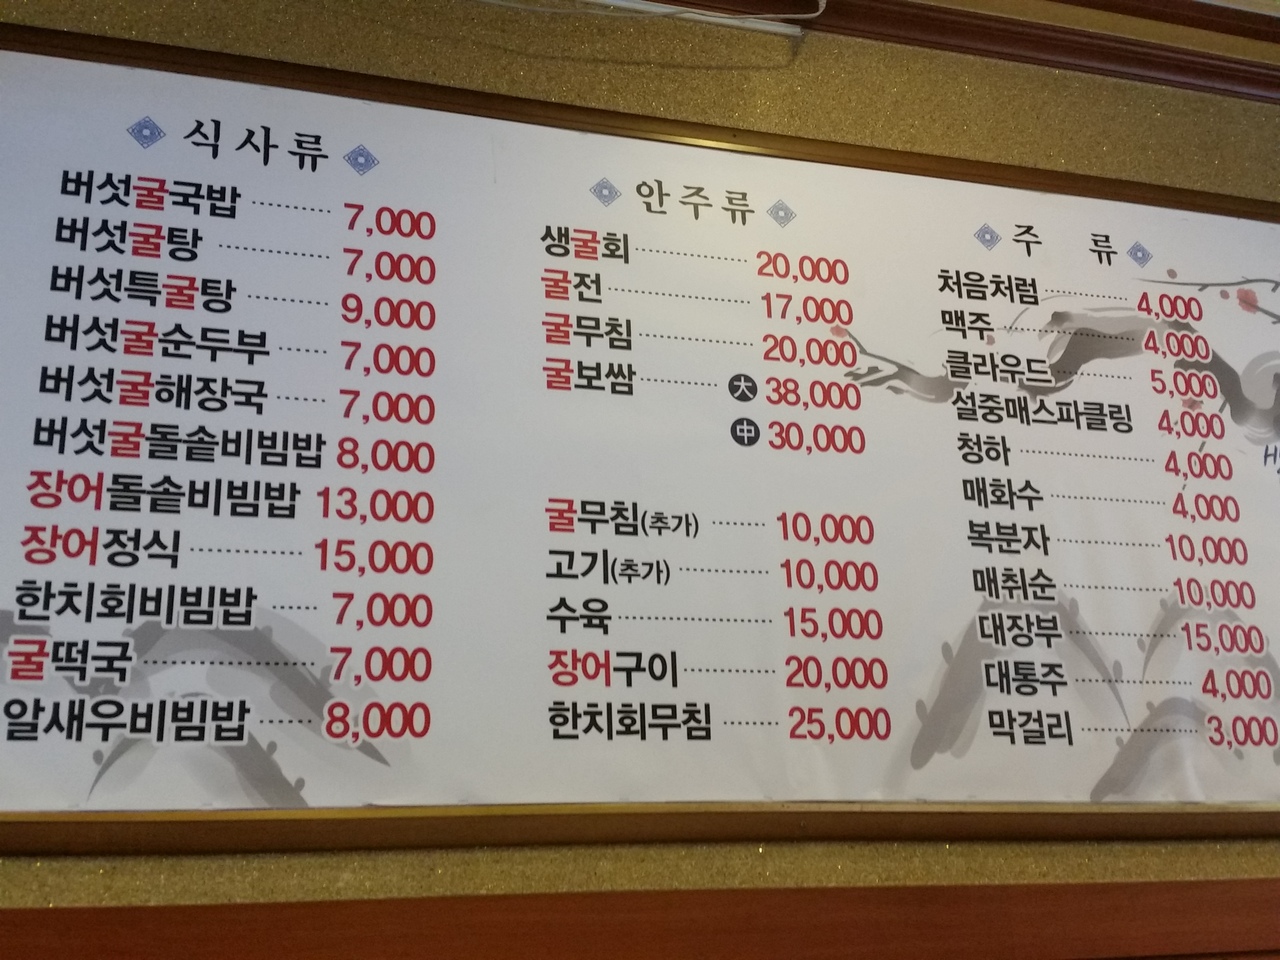 식사류
버섯굴국밥 7,000
버섯굴탕 7,000
버섯특굴탕 9,000
버섯굴순두부 7,000
버섯굴해장국 7,000
버섯굴돌솥비빔밥 8,000
장어돌솥비빔밥 13,000
장어정식 15,000
한치회비빔밥 7,000
굴떡국 7,000
알새우비빔밥 8,000
안주류
생굴회 20,000
굴전 17,000
굴무침 20,000
굴보쌈 大 38,000
中 30,000
굴무침(추가) 10,000
고기(추가) 10,000
수육 15,000
장어구이 20,000
한치회무침 25,000
주 류
처음처럼 4,000
맥주 4,000
클라우드 5,000
설중매스파클링 4,000
청하 4,000
매화수 4,000
복분자 10,000
매취순 10,000
대장부 15,000
대통주 4,000
막걸리 3,000